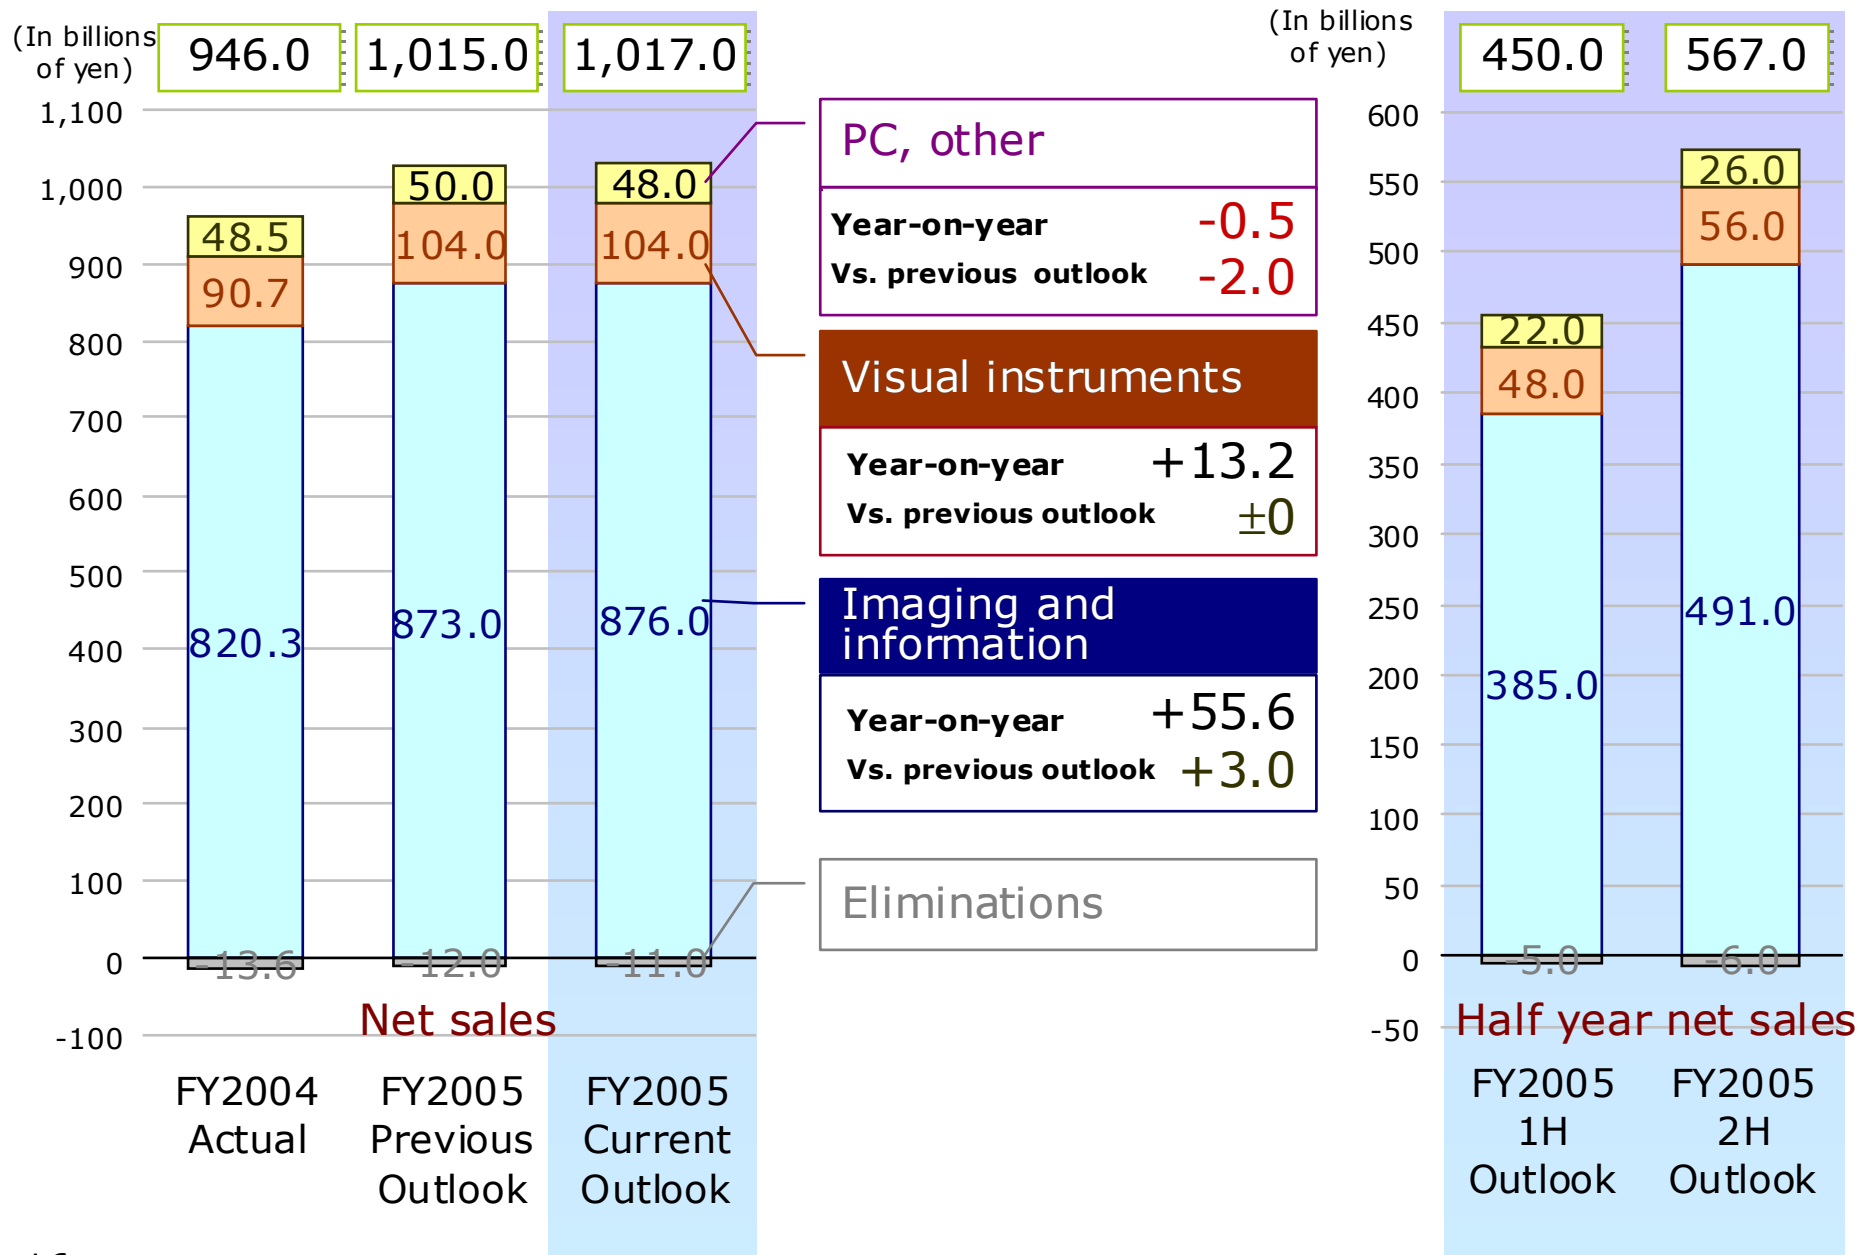 (In billions
of yen)
946.0
1,015.0
1,017.0
1,100
1,000
900
800
700
600
500
400
300
200
100
0
-100
48.5
90.7
820.3
-13.6
50.0
104.0
873.0
-12.0
48.0
104.0
876.0
-11.0
Net sales
FY2004
Actual
FY2005
Previous
Outlook
FY2005
Current
Outlook
PC, other
Year-on-year -0.5
Vs. previous outlook -2.0
Visual instruments
Year-on-year +13.2
Vs. previous outlook ±0
Imaging and
information
Year-on-year +55.6
Vs. previous outlook +3.0
Eliminations
(In billions
of yen)
450.0
567.0
600
550
500
450
400
350
300
250
200
150
100
50
0
-50
22.0
48.0
385.0
-5.0
26.0
56.0
491.0
-6.0
Half year net sales
FY2005
1H
Outlook
FY2005
2H
Outlook